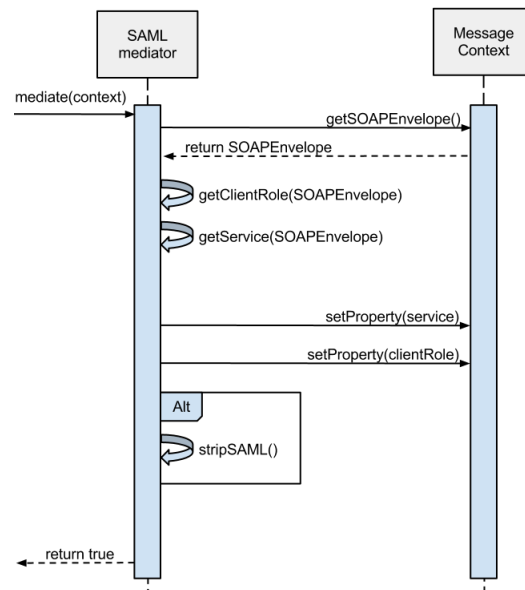 SAML
mediator
Message
Context
mediate(context)
getSOAPEnvelope()
return SOAPEnvelope
getClientRole(SOAPEnvelope)
getService(SOAPEnvelope)
setProperty(service)
setProperty(clientRole)
Alt
stripSAML()
return true